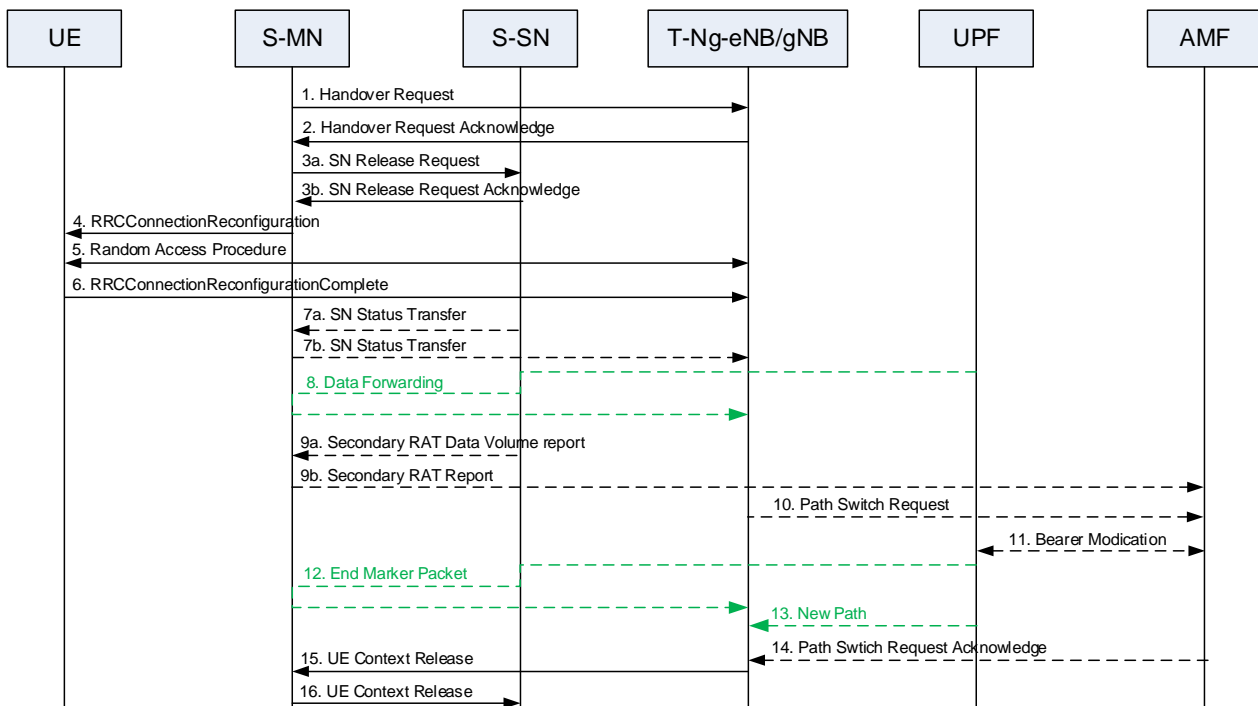 UE
S-MN
S-SN
T-Ng-eNB/gNB
UPF
AMF
1. Handover Request
2. Handover Request Acknowledge
3a. SN Release Request
3b. SN Release Request Acknowledge
4. RRCConnectionReconfiguration
5. Random Access Procedure
6. RRCConnectionReconfigurationComplete
7a. SN Status Transfer
7b. SN Status Transfer
8. Data Forwarding
9a. Secondary RAT Data Volume report
9b. Secondary RAT Report
10. Path Switch Request
11. Bearer Modication
12. End Marker Packet
13. New Path
14. Path Swtich Request Acknowledge
15. UE Context Release
16. UE Context Release